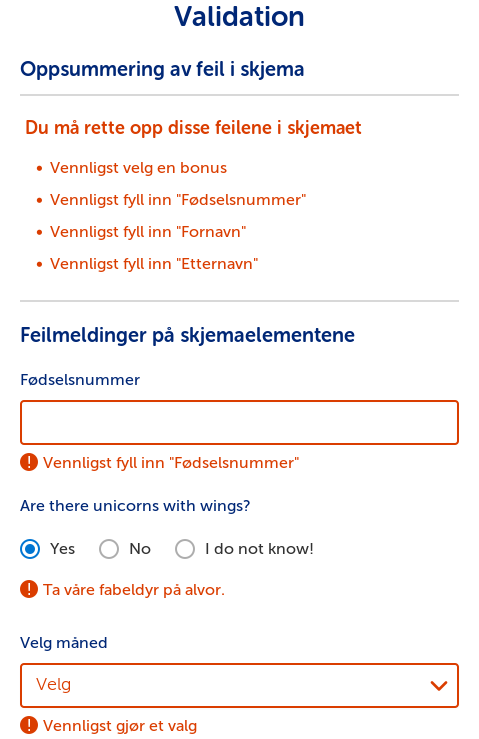 Validation
Oppsummering av feil i skjema
Du må rette opp disse feilene i skjemaet
• Vennligst velg en bonus
• Vennligst fyll inn "Fødselsnummer"
• Vennligst fyll inn "Fornavn"
• Vennligst fyll inn "Etternavn"
Feilmeldinger på skjemaelementene
Fødselsnummer
Vennligst fyll inn "Fødselsnummer"
Are there unicorns with wings?
Yes No I do not know!
Ta våre fabeldyr på alvor.
Velg måned
Velg
Vennligst gjør et valg